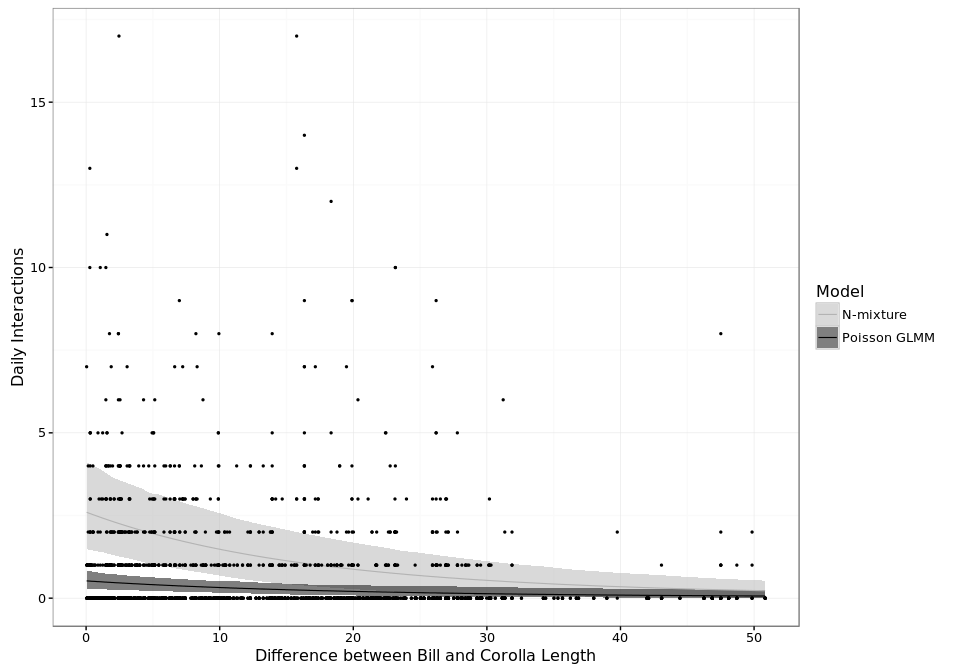 15
10
5
0
Daily Interactions
0 10 20 30 40 50
Difference between Bill and Corolla Length
Model
N-mixture
Poisson GLMM